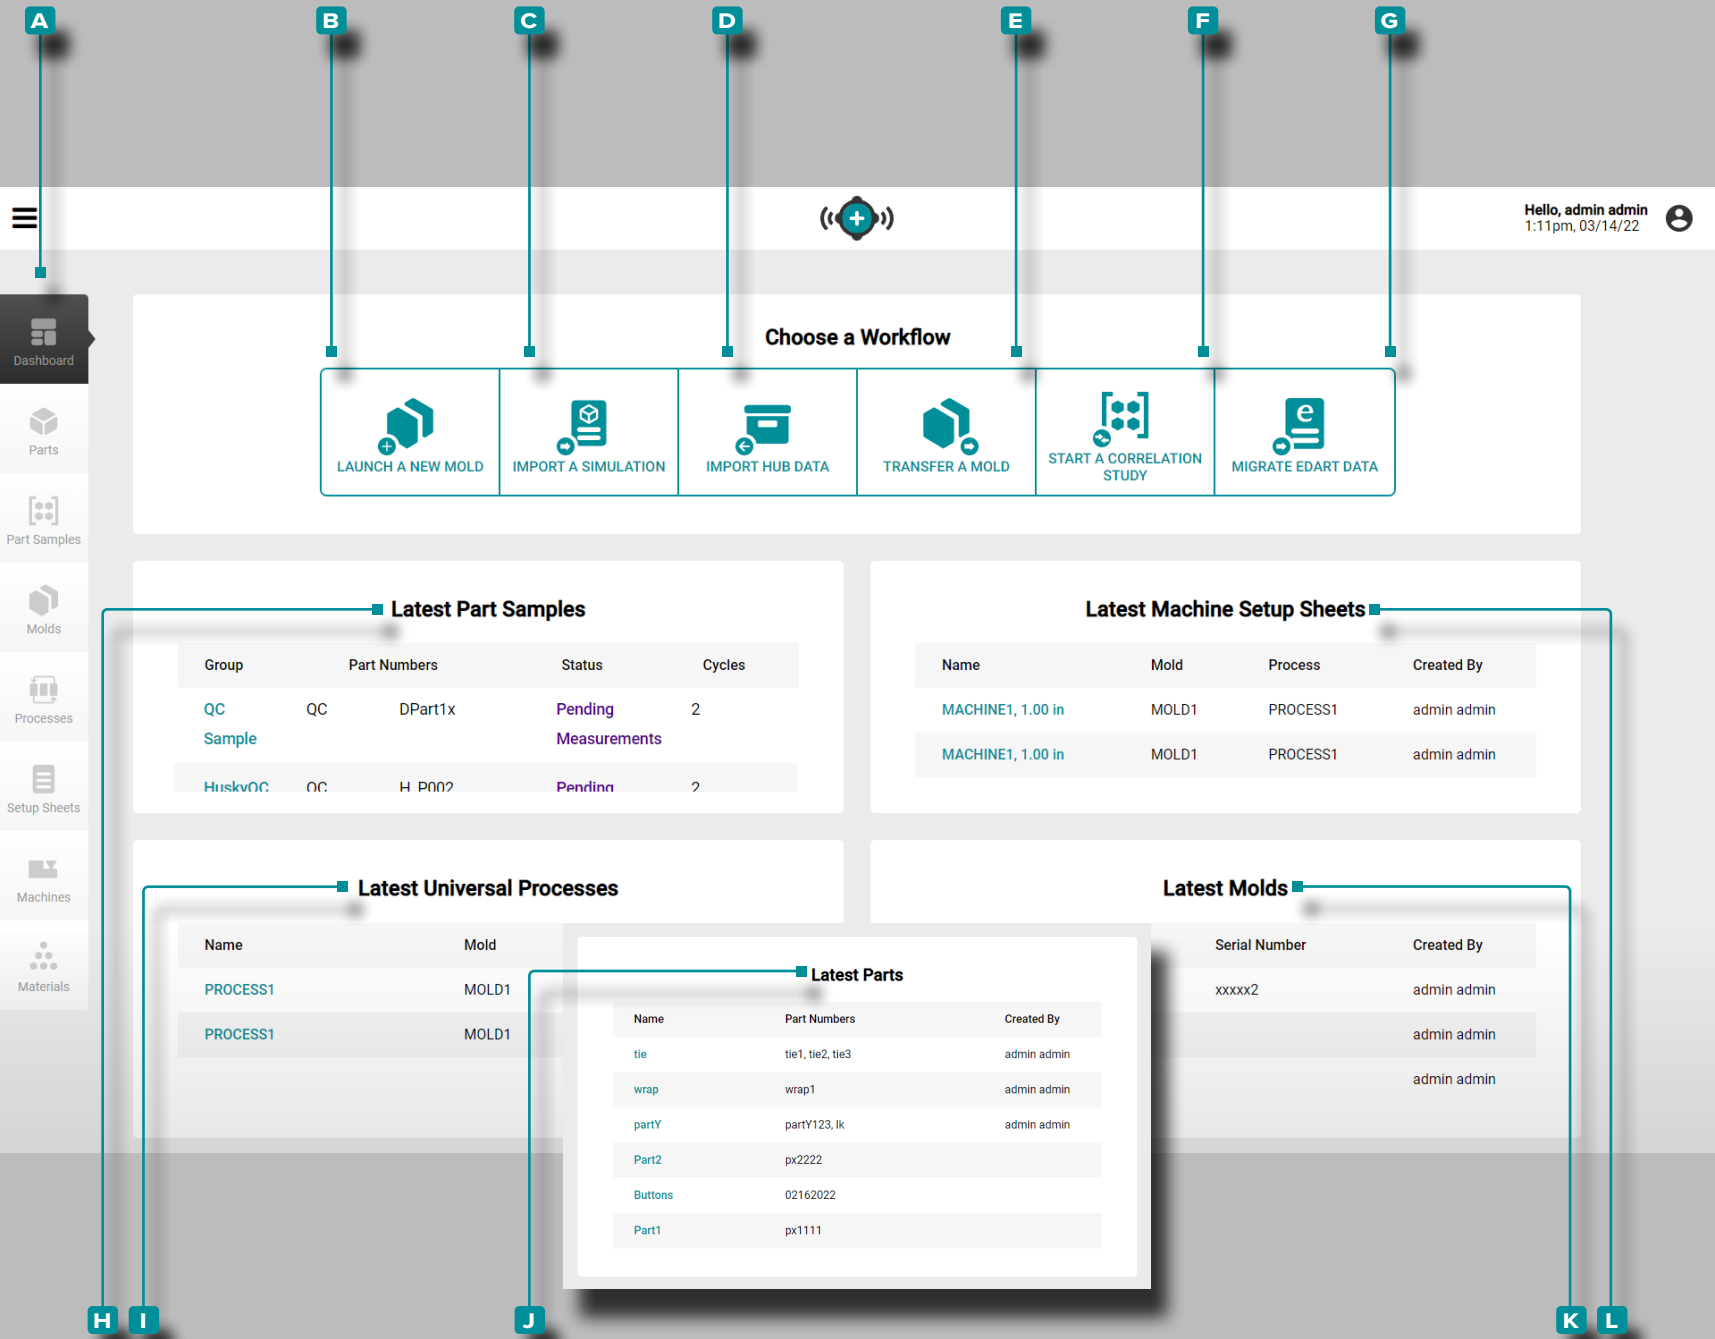 A B C D E F G
Hello, admin admin
1:11pm, 03/14/22
Dashboard
Parts
Part Samples
Molds
Processes
Setup Sheets
Machines
Materials
Choose a Workflow
LAUNCH A NEW MOLD
IMPORT A SIMULATION
IMPORT HUB DATA
TRANSFER A MOLD
START A CORRELATION
STUDY
e
MIGRATE EDART DATA
Latest Part Samples
Group Part Numbers Status Cycles
QC QC DPart1x Pending 2
Sample Measurements
HuskyQC QC H_P002 Pending 2
Latest Machine Setup Sheets
Name Mold Process Created By
MACHINE1, 1.00 in MOLD1 PROCESS1 admin admin
MACHINE1, 1.00 in MOLD1 PROCESS1 admin admin
Latest Universal Processes
Name Mold
PROCESS1 MOLD1
PROCESS1 MOLD1
Latest Molds
Serial Number Created By
xxxxx2 admin admin
admin admin
admin admin
Latest Parts
Name Part Numbers Created By
tie tie1, tie2, tie3 admin admin
wrap wrap1 admin admin
partY partY123, lk admin admin
Part2 px2222
Buttons 02162022
Part1 px1111
H I J K L